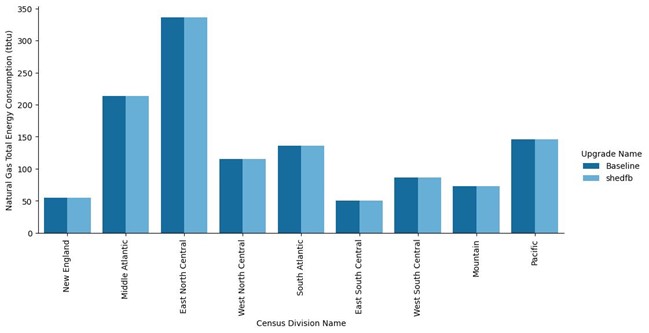 Natural Gas Total Energy Consumption (tbtu)
350
300
250
200
150
100
50
0
New England
Middle Atlantic
East North Central
West North Central
South Atlantic
East South Central
West South Central
Mountain
Pacific
Census Division Name
Upgrade Name
Baseline
shedfb